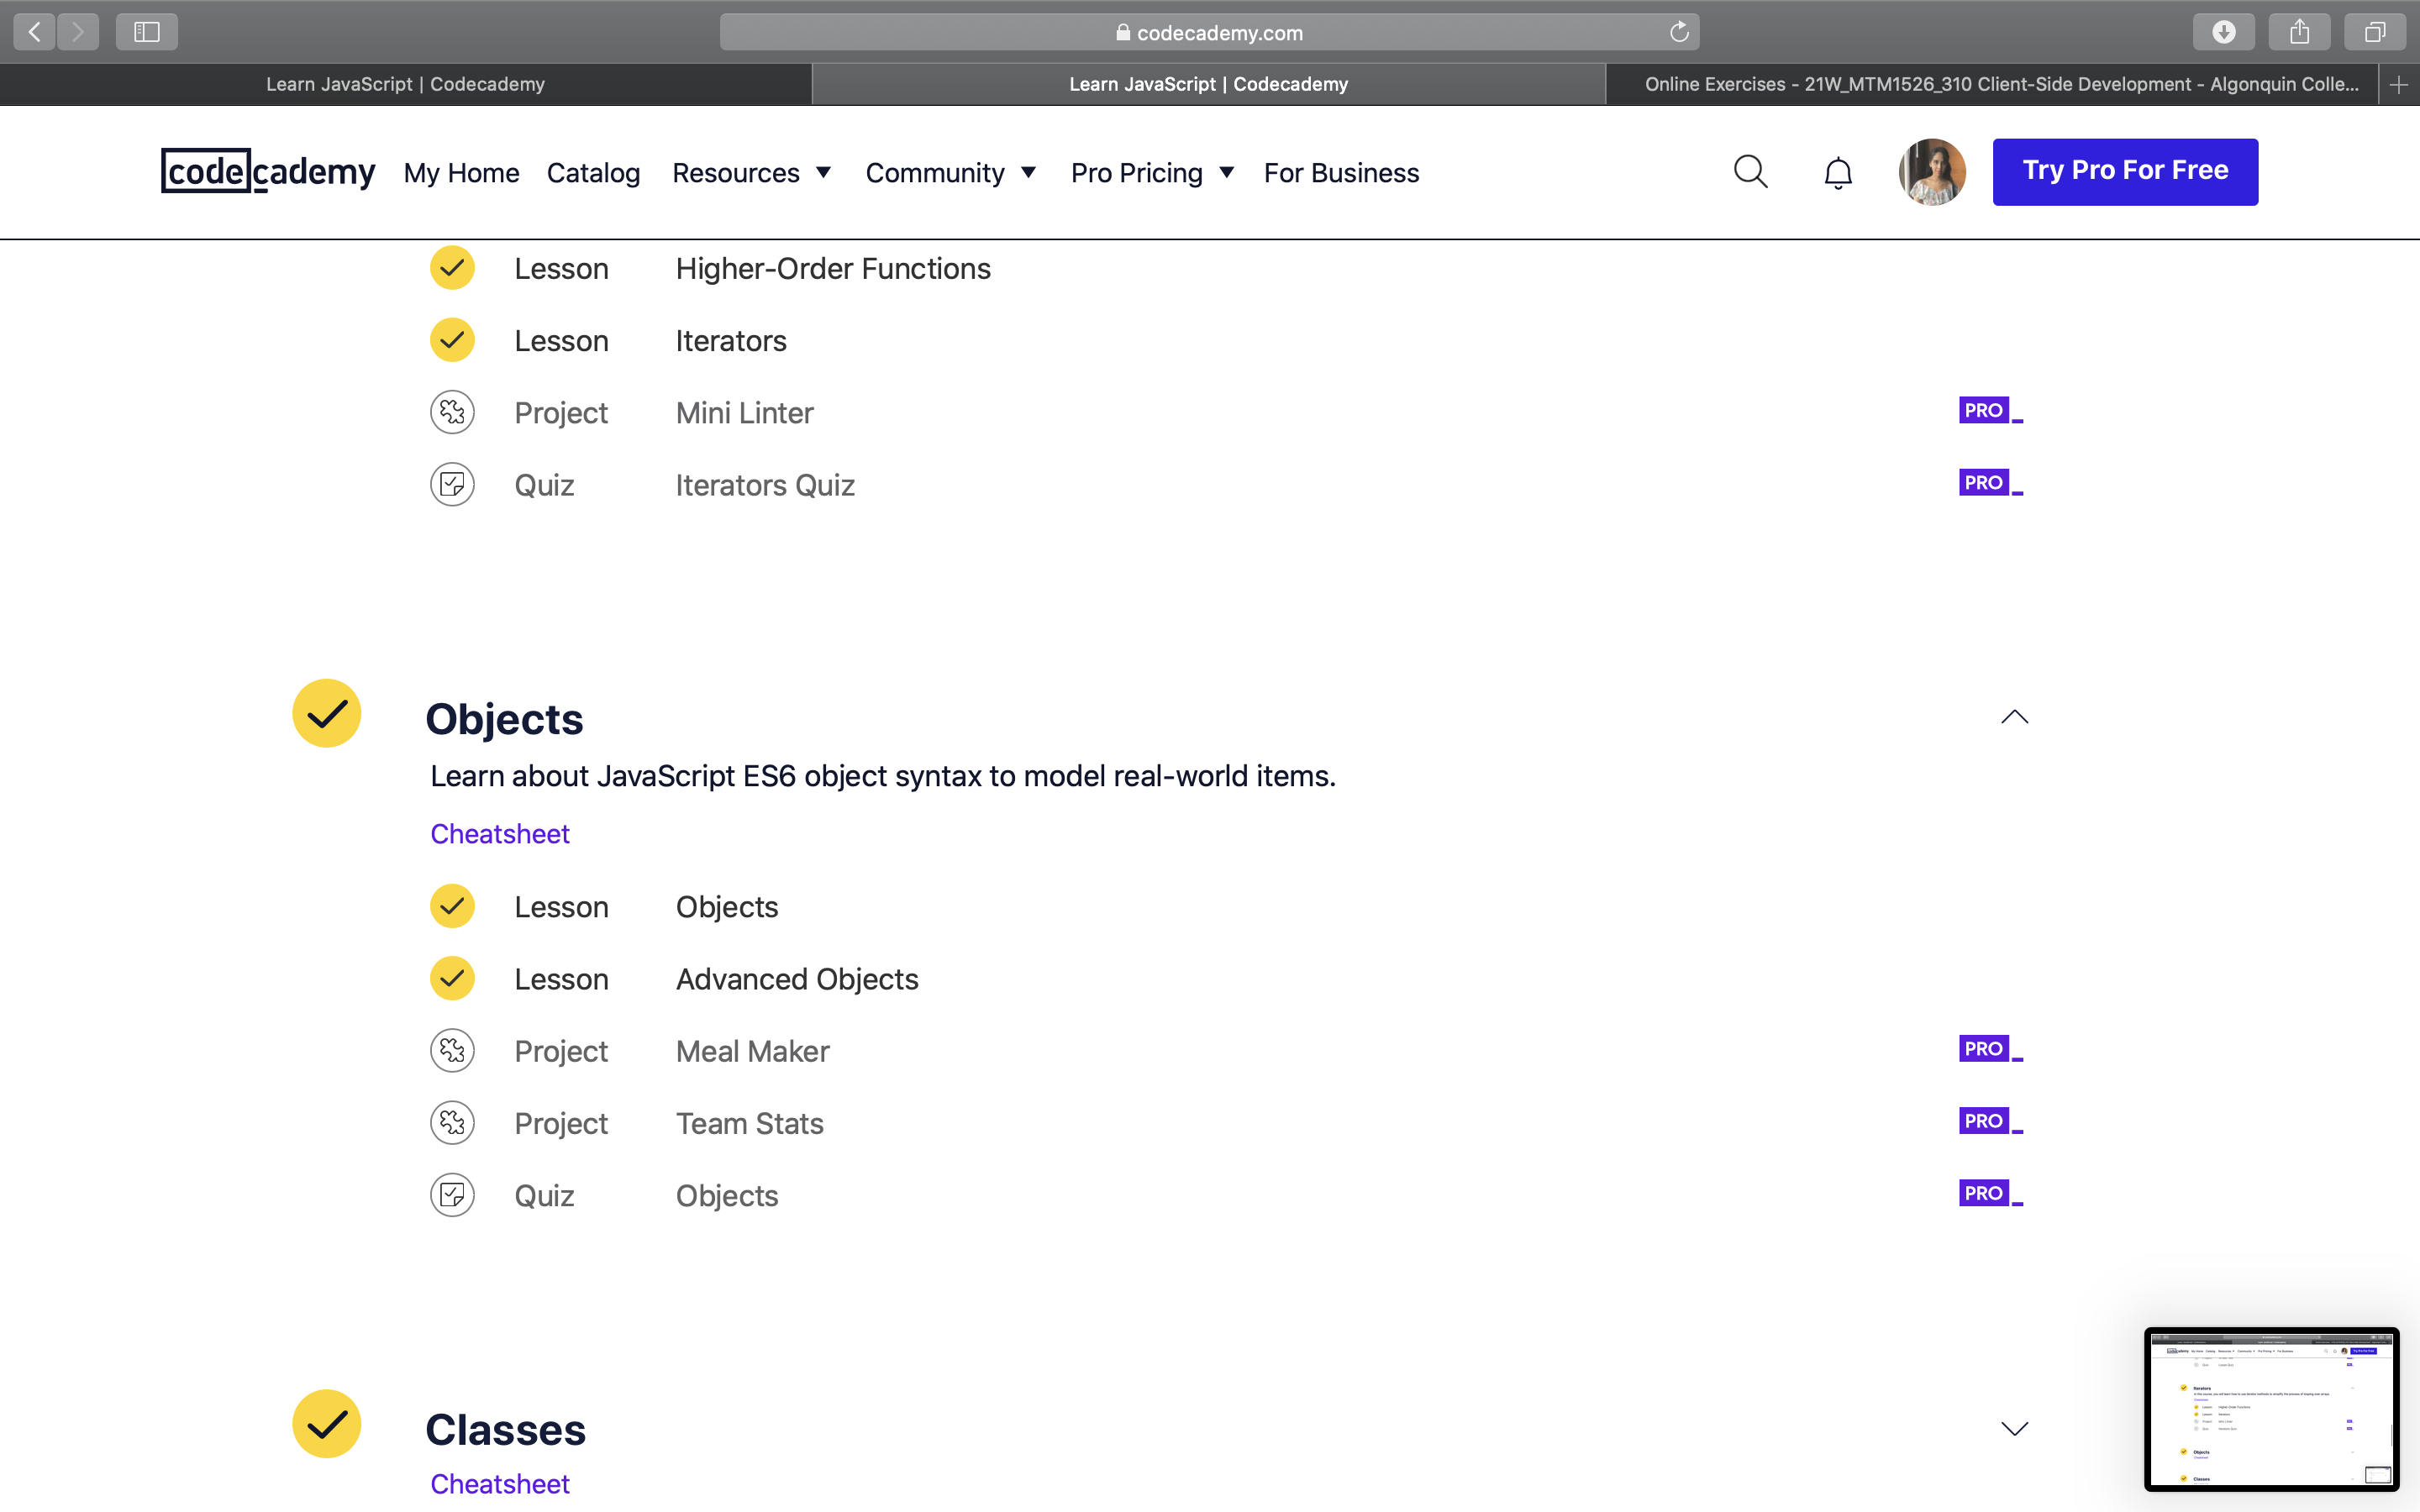 codecademy.com
Learn JavaScript | Codecademy
Learn JavaScript | Codecademy
Online Exercises - 21W_MTM1526_310 Client-Side Development - Algonquin Colle...
codecademy
My Home
Catalog
Resources
Community
Pro Pricing
For Business
Try Pro For Free
Lesson Higher-Order Functions
Lesson Iterators
Project Mini Linter PRO
Quiz Iterators Quiz PRO
Objects
Learn about JavaScript ES6 object syntax to model real-world items.
Cheatsheet
Lesson Objects
Lesson Advanced Objects
Project Meal Maker PRO
Project Team Stats PRO
Quiz Objects PRO
Classes
Cheatsheet